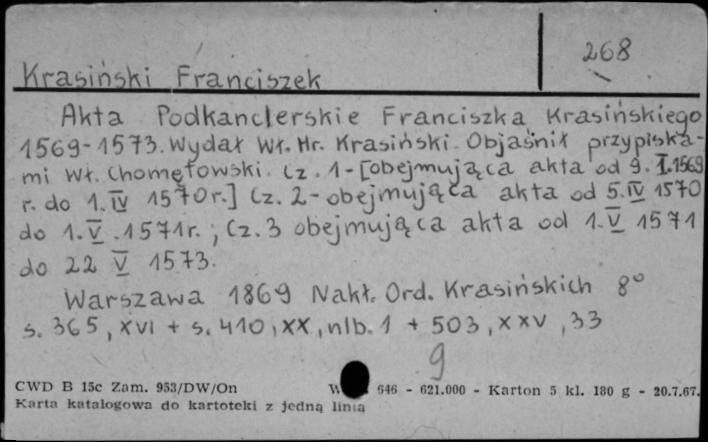 268
Krasiński Franciszek
Akta Podkanclerskie Franciszka Krasińskiego
1569-1573. Wydał Wł. Hr. Krasiński. Objaśnił przypiska-
mi Wł. Chomętowski. Cz. 1-[obejmująca akta od 9. I.1569
r. do 1. IV 1570r.] Cz. 2-obejmująca akta od 5. IV 1570
do 1. V .1571r.; Cz. 3 obejmująca akta od 1. V 1571
do 22 V 1573.
Warszawa 1869 Nakł. Ord. Krasińskich 8°
s. 365, XVI + s. 410, XX, nlb. 1 + 503, XXV, 33
9
CWD B 15c Zam. 953/DW/On 646 - 621.000 - Karton 5 kl. 180 g - 20.7.67.
Karta katalogowa do kartoteki z jedną linią